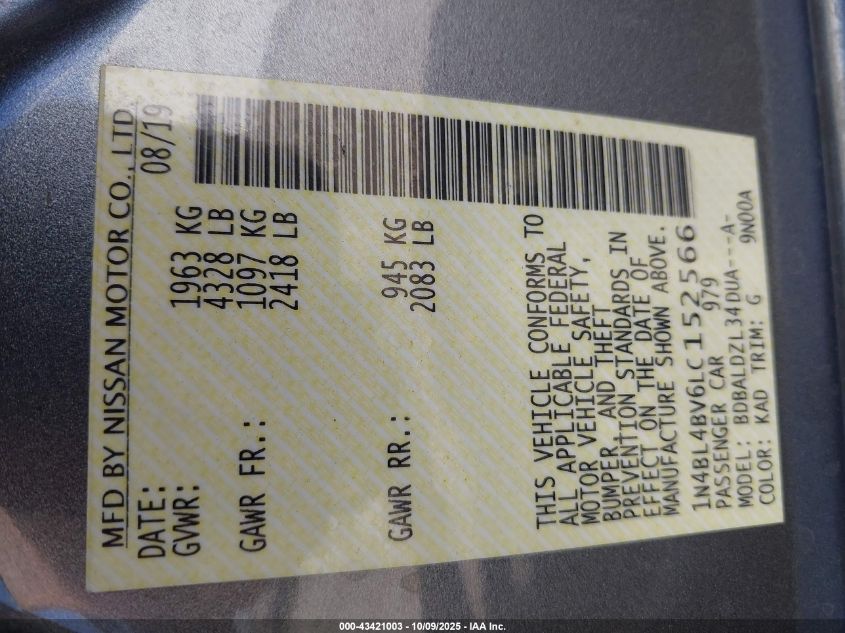 MFD BY NISSAN MOTOR CO., LTD.
DATE: 08/19
GVWR: 1963 KG
4328 LB
GAWR FR.: 1097 KG
2418 LB
GAWR RR.: 945 KG
2083 LB
THIS VEHICLE CONFORMS TO
ALL APPLICABLE FEDERAL
MOTOR VEHICLE SAFETY,
BUMPER, AND THEFT
PREVENTION STANDARDS IN
EFFECT ON THE DATE OF
MANUFACTURE SHOWN ABOVE.
1N4BL4BV6LC152566
PASSENGER CAR 979
MODEL: BDBALDZL34DUA---A-
COLOR: KAD TRIM: G 9N00A
000-43421003 - 10/09/2025 - IAA Inc.